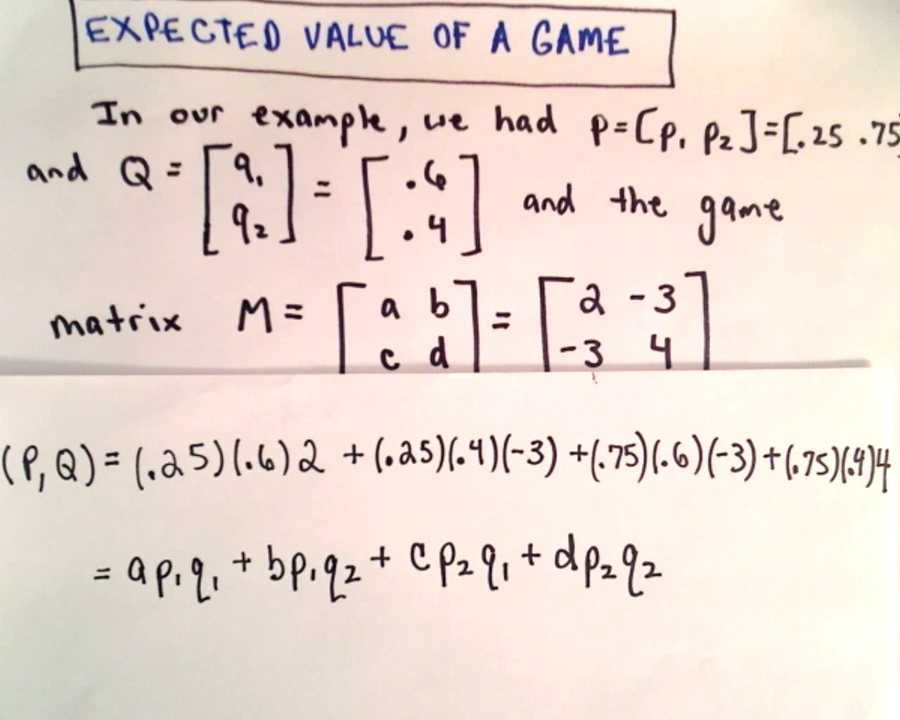 EXPECTED VALUE OF A GAME
In our example, we had P=[p₁ p₂]=[.25 .75
and Q = [q₁ q₂] = [.6 .4] and the game
matrix M = [a b c d] = [2 -3 -3 4]
(P,Q) = (.25)(.6)2 + (.25)(.4)(-3) + (.75)(.6)(-3) + (.75)(.4)4
= ap₁q₁ + bp₁q₂ + cp₂q₁ + dp₂q₂